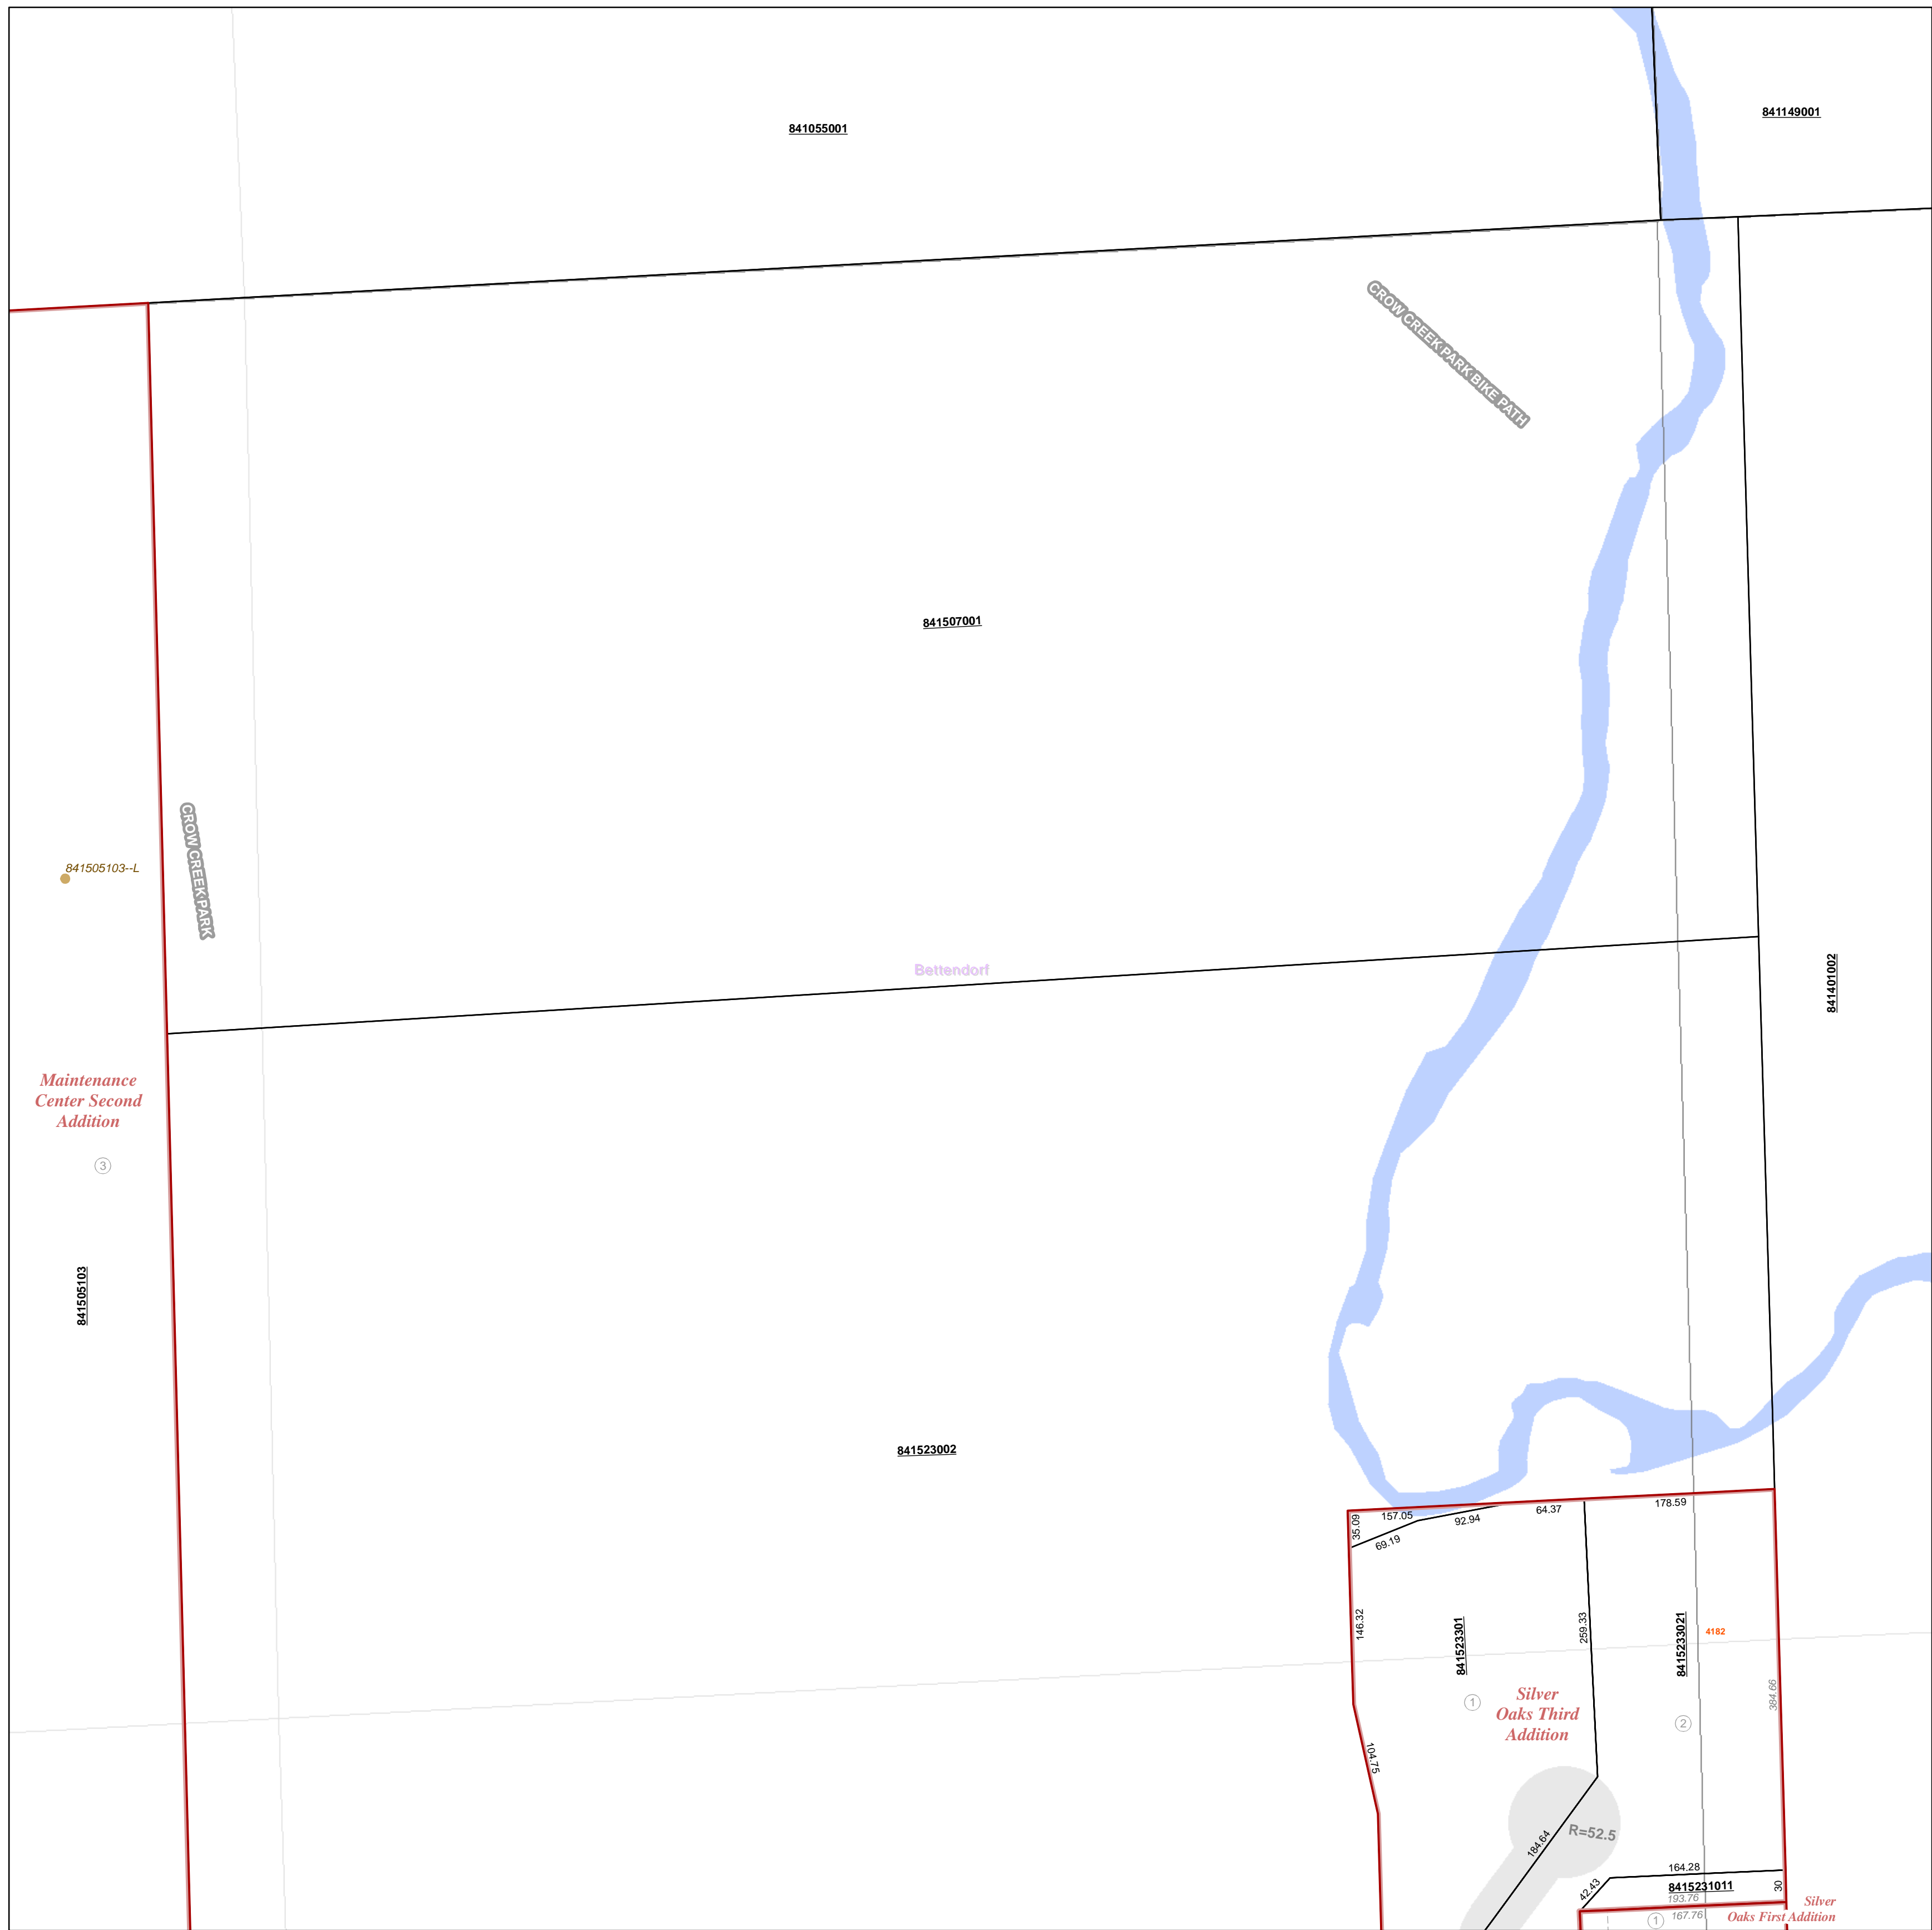 841055001
841149001
CROW CREEK PARK BIKE PATH
841507001
CROW CREEK PARK
841505103--L
Bettendorf
841401002
Maintenance
Center Second
Addition
3
841505103
841523002
178.59
64.37
157.05
92.94
35.09
69.19
146.32
259.33
841523301
8415233021
4182
384.66
Silver
Oaks Third
Addition
1
2
104.75
R=52.5
184.64
164.28
42.43
8415231011
30
193.76
Silver
Oaks First Addition
167.76
1